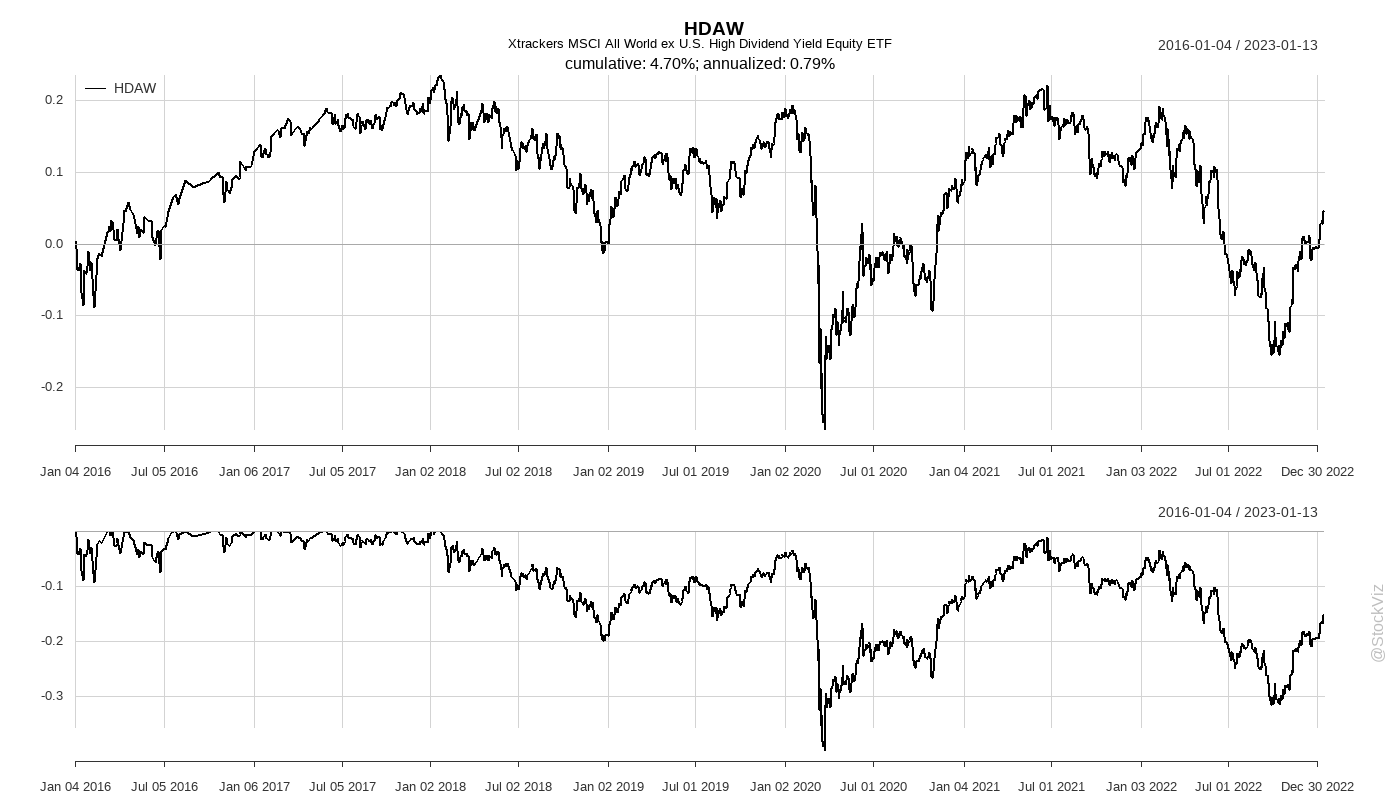 HDAW
Xtrackers MSCI All World ex U.S. High Dividend Yield Equity ETF
2016-01-04 / 2023-01-13
cumulative: 4.70%; annualized: 0.79%
HDAW
0.2
0.1
0.0
-0.1
-0.2
Jan 04 2016 Jul 05 2016 Jan 06 2017 Jul 05 2017 Jan 02 2018 Jul 02 2018 Jan 02 2019 Jul 01 2019 Jan 02 2020 Jul 01 2020 Jan 04 2021 Jul 01 2021 Jan 03 2022 Jul 01 2022 Dec 30 2022
2016-01-04 / 2023-01-13
-0.1
-0.2
-0.3
Jan 04 2016 Jul 05 2016 Jan 06 2017 Jul 05 2017 Jan 02 2018 Jul 02 2018 Jan 02 2019 Jul 01 2019 Jan 02 2020 Jul 01 2020 Jan 04 2021 Jul 01 2021 Jan 03 2022 Jul 01 2022 Dec 30 2022
@StockViz